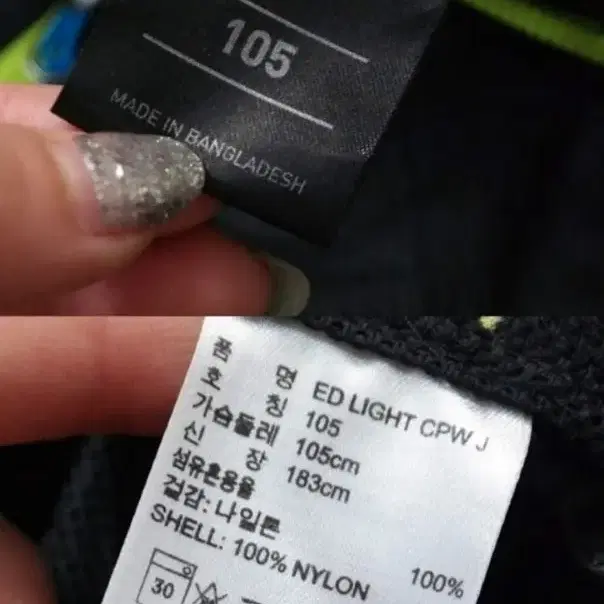 105
MADE IN BANGLADESH
품 명 ED LIGHT CPW J
호 칭 105
가슴둘레 105cm
신 장 183cm
섬유혼용율
겉감: 나일론 100%
SHELL: 100% NYLON
30